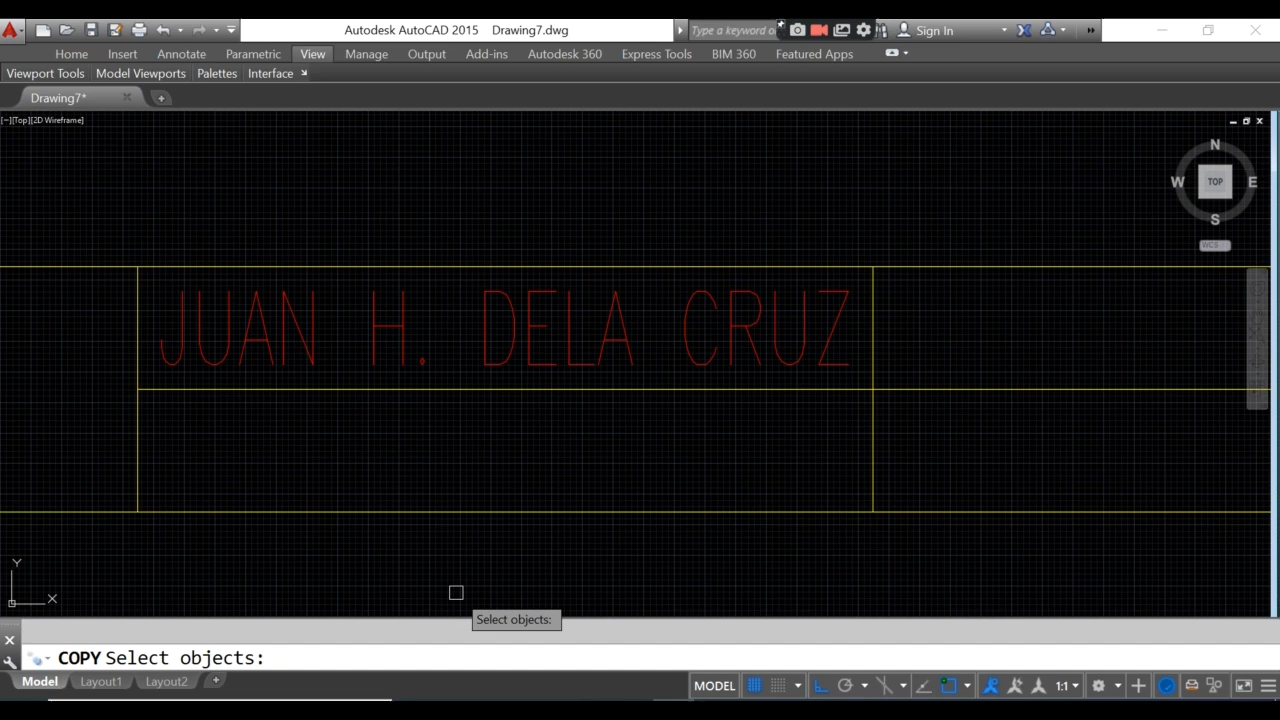 Autodesk AutoCAD 2015 Drawing7.dwg
Type a keyword o
Sign In
Home Insert Annotate Parametric View Manage Output Add-ins Autodesk 360 Express Tools BIM 360 Featured Apps
Viewport Tools Model Viewports Palettes Interface
Drawing7*
[−][Top][2D Wireframe]
N
W TOP E
S
WCS
JUAN H. DELA CRUZ
Y
X
Select objects:
COPY Select objects:
Model Layout1 Layout2
MODEL 1:1